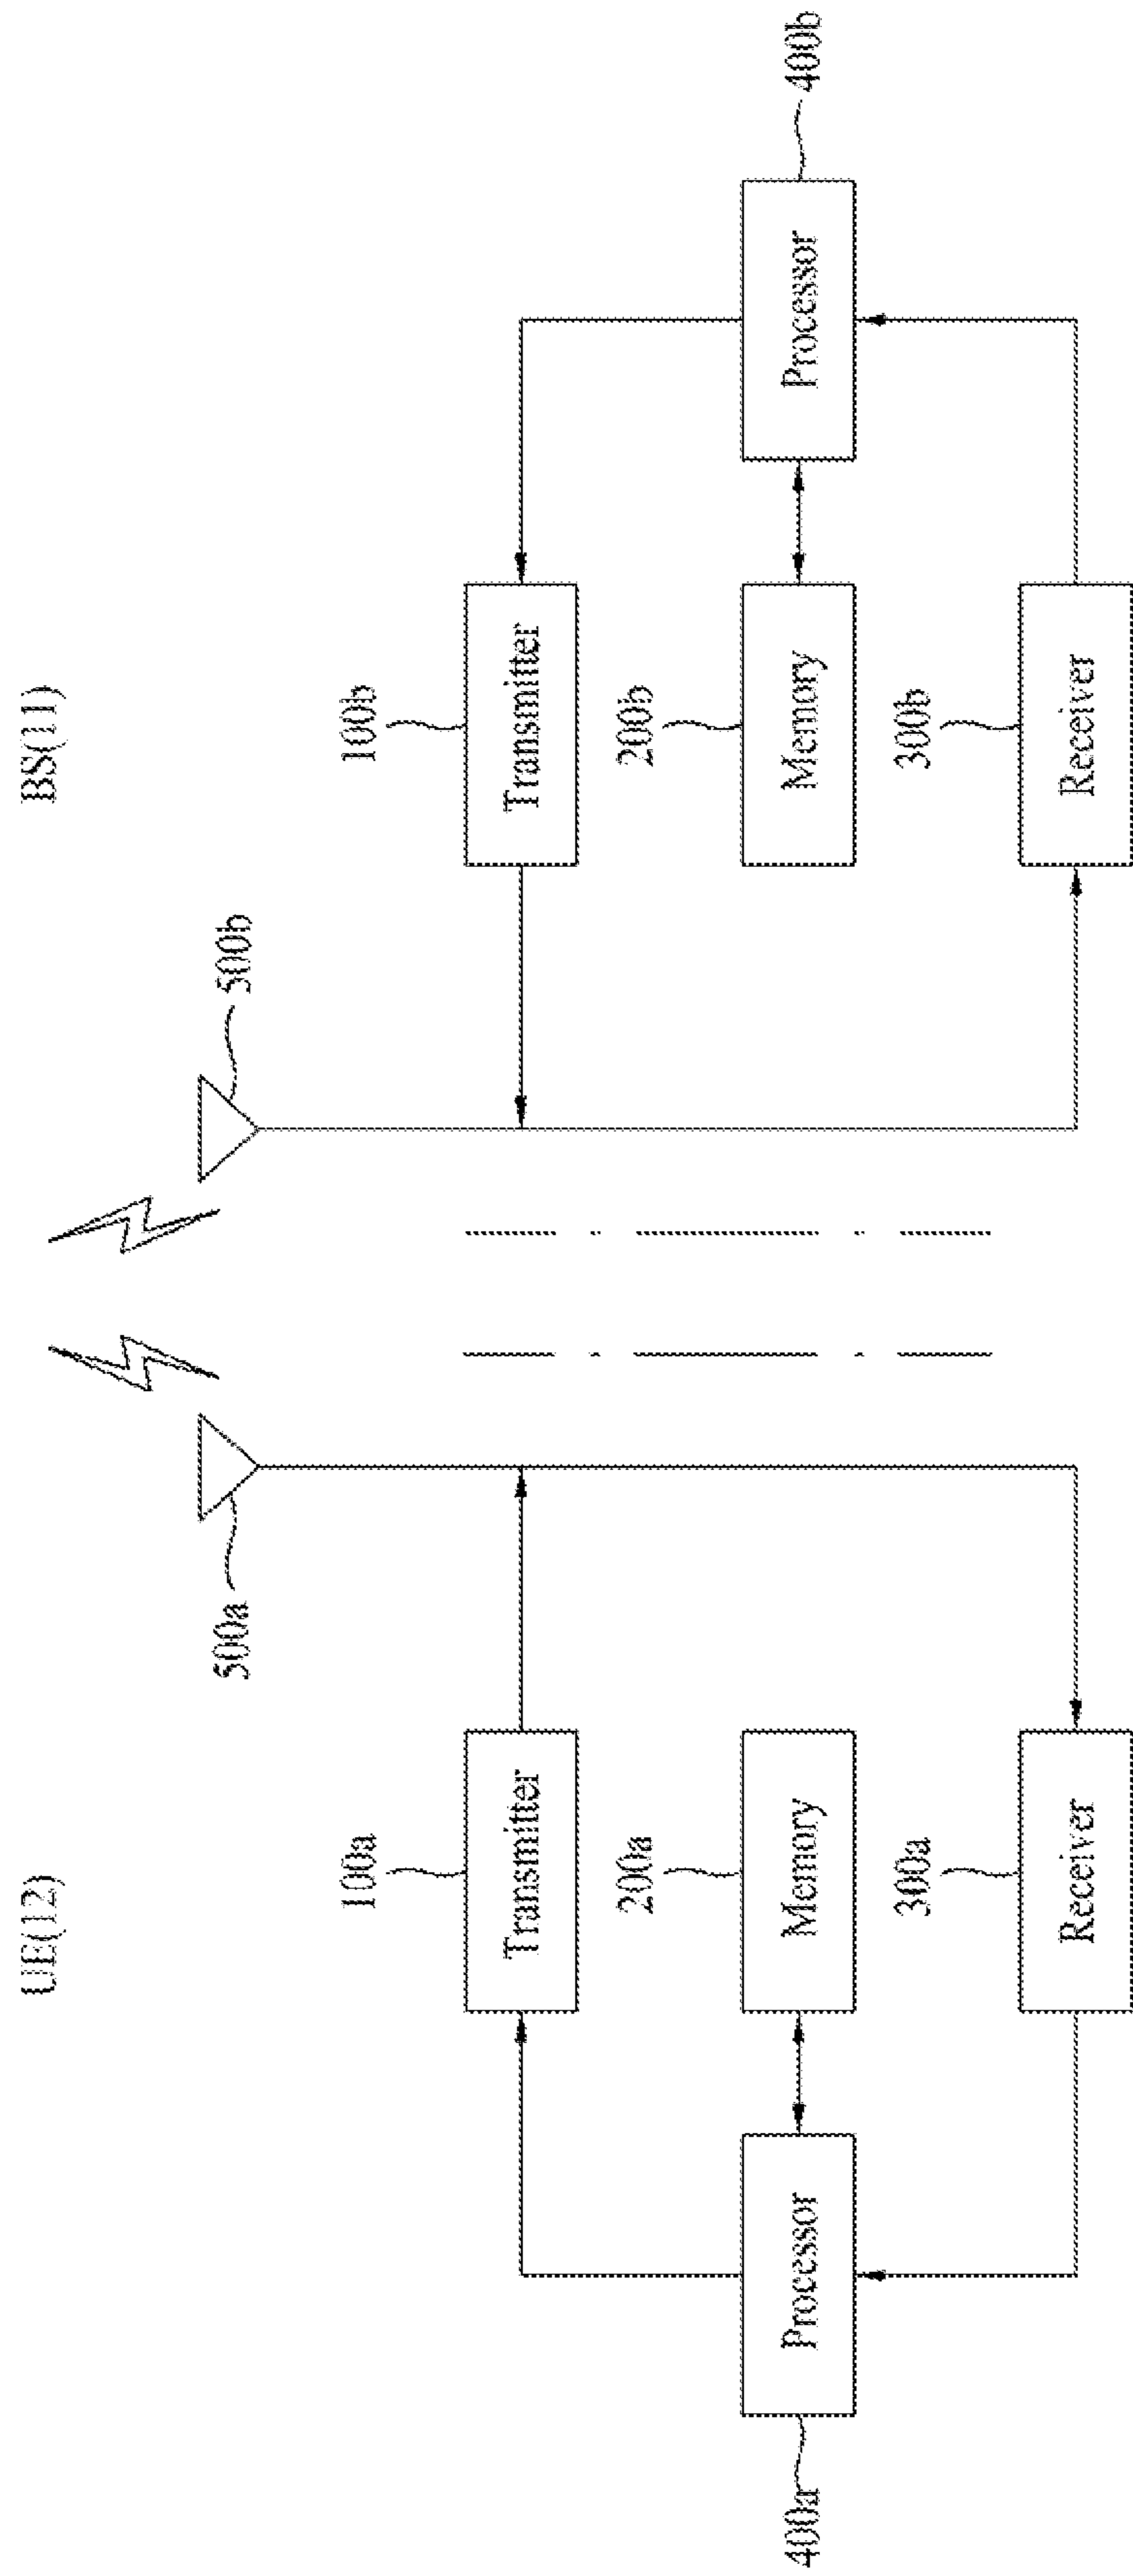 UE(12)
BS(11)
500a
500b
100a
Transmitter
100b
Transmitter
400a
Processor
200a
Memory
200b
Memory
Processor
400b
300a
Receiver
300b
Receiver